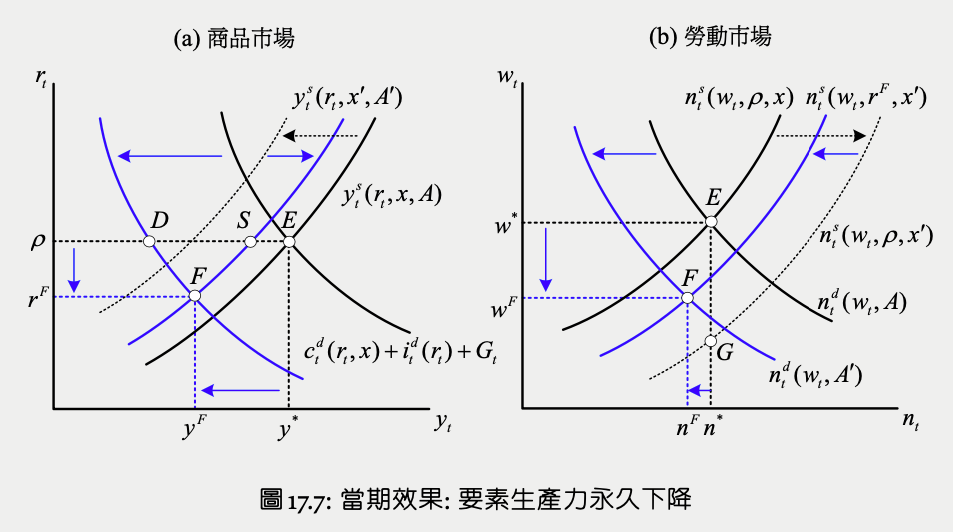 (a) 商品市場
r_t
y_t^s(r_t, x′, A′)
y_t^s(r_t, x, A)
D
S
E
ρ
F
r^F
c_t^d(r_t, x) + i_t^d(r_t) + G_t
y^F
y^*
y_t
(b) 勞動市場
w_t
n_t^s(w_t, ρ, x)
n_t^s(w_t, r^F, x′)
E
w^*
n_t^s(w_t, ρ, x′)
F
w^F
n_t^d(w_t, A)
G
n_t^d(w_t, A′)
n^F
n^*
n_t
圖 17.7: 當期效果: 要素生產力永久下降